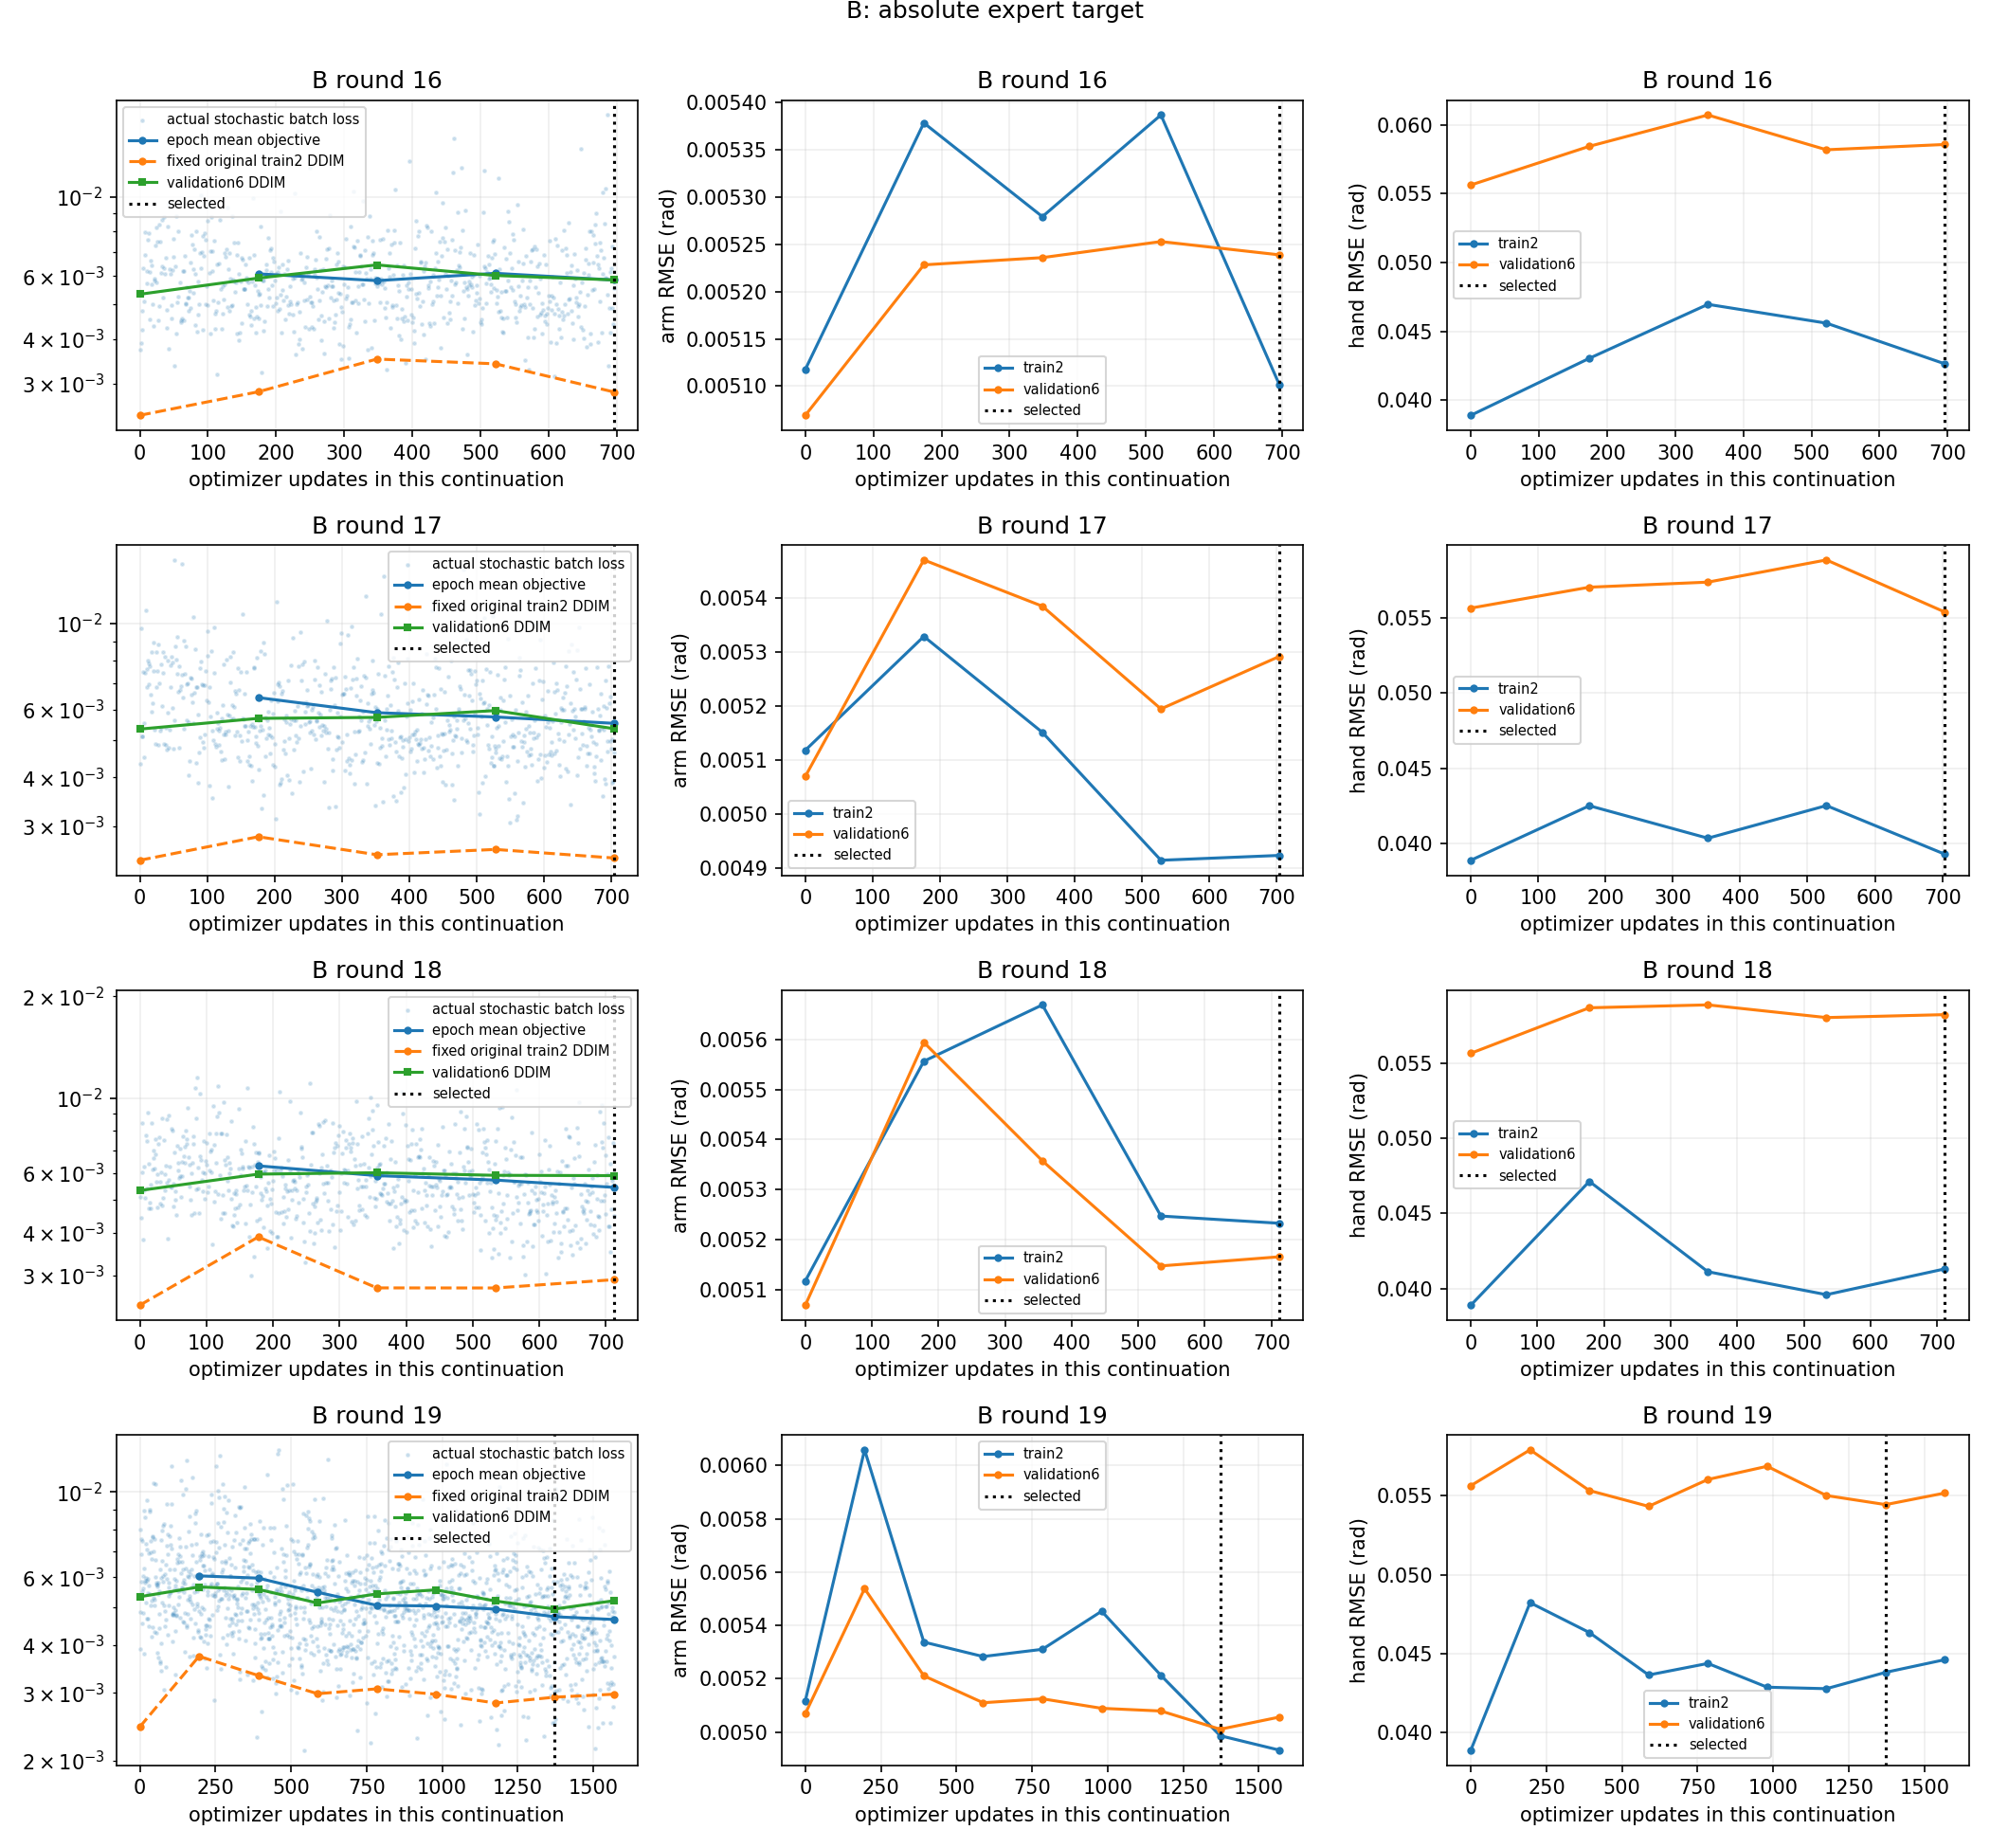 B: absolute expert target
B round 16
actual stochastic batch loss
epoch mean objective
fixed original train2 DDIM
validation6 DDIM
selected
10⁻²
6 × 10⁻³
4 × 10⁻³
3 × 10⁻³
0 100 200 300 400 500 600 700
optimizer updates in this continuation
B round 16
arm RMSE (rad)
0.00540
0.00535
0.00530
0.00525
0.00520
0.00515
0.00510
train2
validation6
selected
0 100 200 300 400 500 600 700
optimizer updates in this continuation
B round 16
hand RMSE (rad)
0.060
0.055
0.050
0.045
0.040
train2
validation6
selected
0 100 200 300 400 500 600 700
optimizer updates in this continuation
B round 17
actual stochastic batch loss
epoch mean objective
fixed original train2 DDIM
validation6 DDIM
selected
10⁻²
6 × 10⁻³
4 × 10⁻³
3 × 10⁻³
0 100 200 300 400 500 600 700
optimizer updates in this continuation
B round 17
arm RMSE (rad)
0.0054
0.0053
0.0052
0.0051
0.0050
0.0049
train2
validation6
selected
0 100 200 300 400 500 600 700
optimizer updates in this continuation
B round 17
hand RMSE (rad)
0.055
0.050
0.045
0.040
train2
validation6
selected
0 100 200 300 400 500 600 700
optimizer updates in this continuation
B round 18
actual stochastic batch loss
epoch mean objective
fixed original train2 DDIM
validation6 DDIM
selected
2 × 10⁻²
10⁻²
6 × 10⁻³
4 × 10⁻³
3 × 10⁻³
0 100 200 300 400 500 600 700
optimizer updates in this continuation
B round 18
arm RMSE (rad)
0.0056
0.0055
0.0054
0.0053
0.0052
0.0051
train2
validation6
selected
0 100 200 300 400 500 600 700
optimizer updates in this continuation
B round 18
hand RMSE (rad)
0.055
0.050
0.045
0.040
train2
validation6
selected
0 100 200 300 400 500 600 700
optimizer updates in this continuation
B round 19
actual stochastic batch loss
epoch mean objective
fixed original train2 DDIM
validation6 DDIM
selected
10⁻²
6 × 10⁻³
4 × 10⁻³
3 × 10⁻³
2 × 10⁻³
0 250 500 750 1000 1250 1500
optimizer updates in this continuation
B round 19
arm RMSE (rad)
0.0060
0.0058
0.0056
0.0054
0.0052
0.0050
train2
validation6
selected
0 250 500 750 1000 1250 1500
optimizer updates in this continuation
B round 19
hand RMSE (rad)
0.055
0.050
0.045
0.040
train2
validation6
selected
0 250 500 750 1000 1250 1500
optimizer updates in this continuation